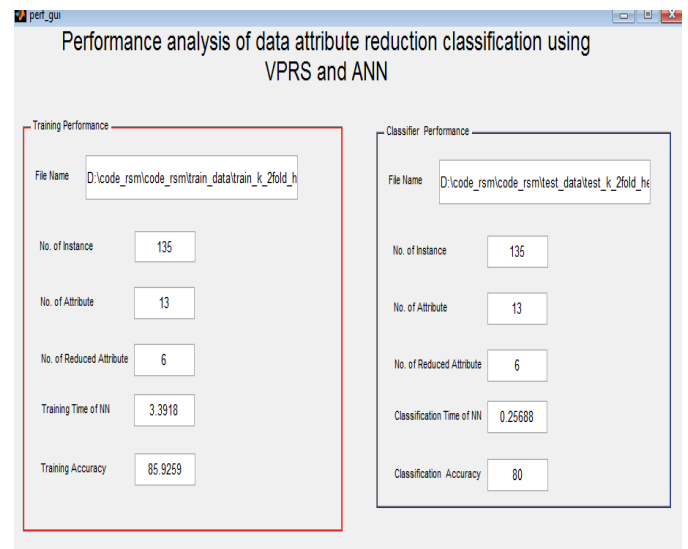 perf_gui
Performance analysis of data attribute reduction classification using
VPRS and ANN
Training Performance
File Name D:\code_rsm\code_rsm\train_data\train_k_2fold_h
No. of Instance 135
No. of Attribute 13
No. of Reduced Attribute 6
Training Time of NN 3.3918
Training Accuracy 85.9259
Classifier Performance
File Name D:\code_rsm\code_rsm\test_data\test_k_2fold_he
No. of Instance 135
No. of Attribute 13
No. of Reduced Attribute 6
Classification Time of NN 0.25688
Classification Accuracy 80